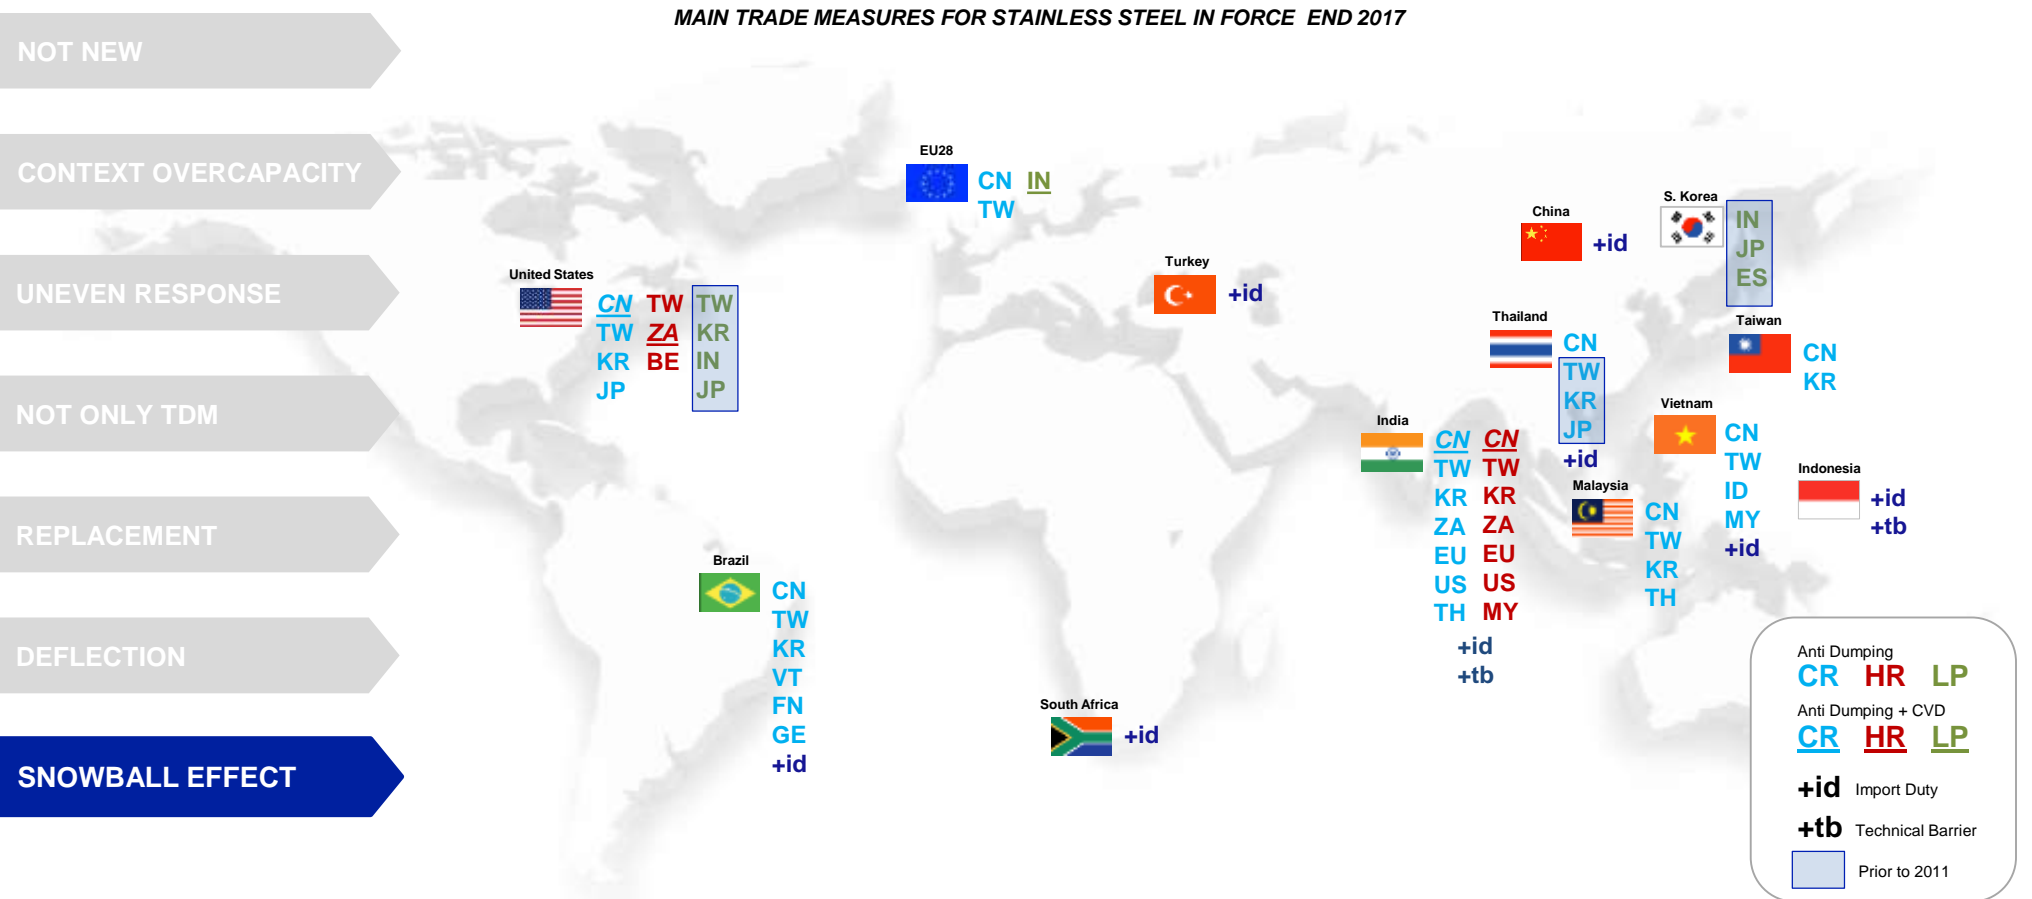 MAIN TRADE MEASURES FOR STAINLESS STEEL IN FORCE END 2017
NOT NEW
CONTEXT OVERCAPACITY
UNEVEN RESPONSE
NOT ONLY TDM
REPLACEMENT
DEFLECTION
SNOWBALL EFFECT
United States
CN TW TW
TW ZA KR
KR BE IN
JP JP
Brazil
CN
TW
KR
VT
FN
GE
+id
EU28
CN IN
TW
Turkey
+id
South Africa
+id
India
CN CN
TW TW
KR KR
ZA ZA
EU EU
US US
TH MY
+id
+tb
China
+id
S. Korea
IN
JP
ES
Thailand
CN
TW
KR
JP
+id
Taiwan
CN
KR
Vietnam
CN
TW
ID
MY
+id
Malaysia
CN
TW
KR
TH
Indonesia
+id
+tb
Anti Dumping
CR HR LP
Anti Dumping + CVD
CR HR LP
+id Import Duty
+tb Technical Barrier
Prior to 2011